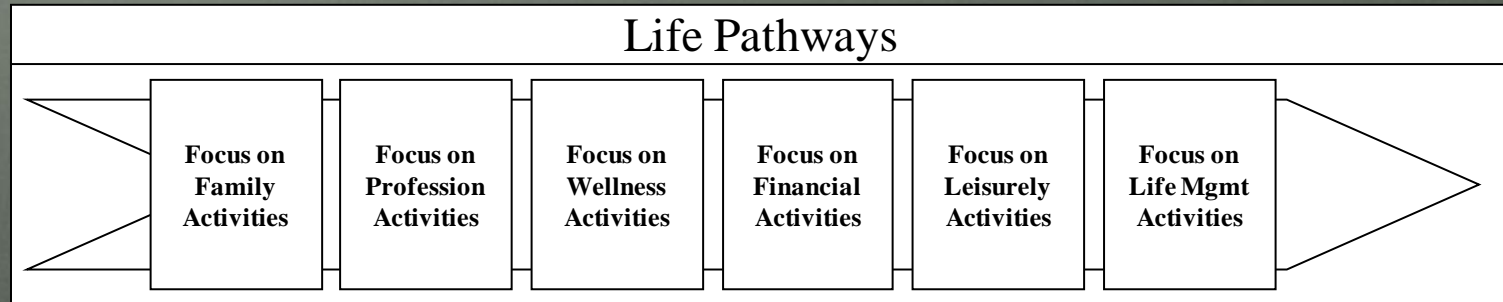 Life Pathways
Focus on
Family
Activities
Focus on
Profession
Activities
Focus on
Wellness
Activities
Focus on
Financial
Activities
Focus on
Leisurely
Activities
Focus on
Life Mgmt
Activities